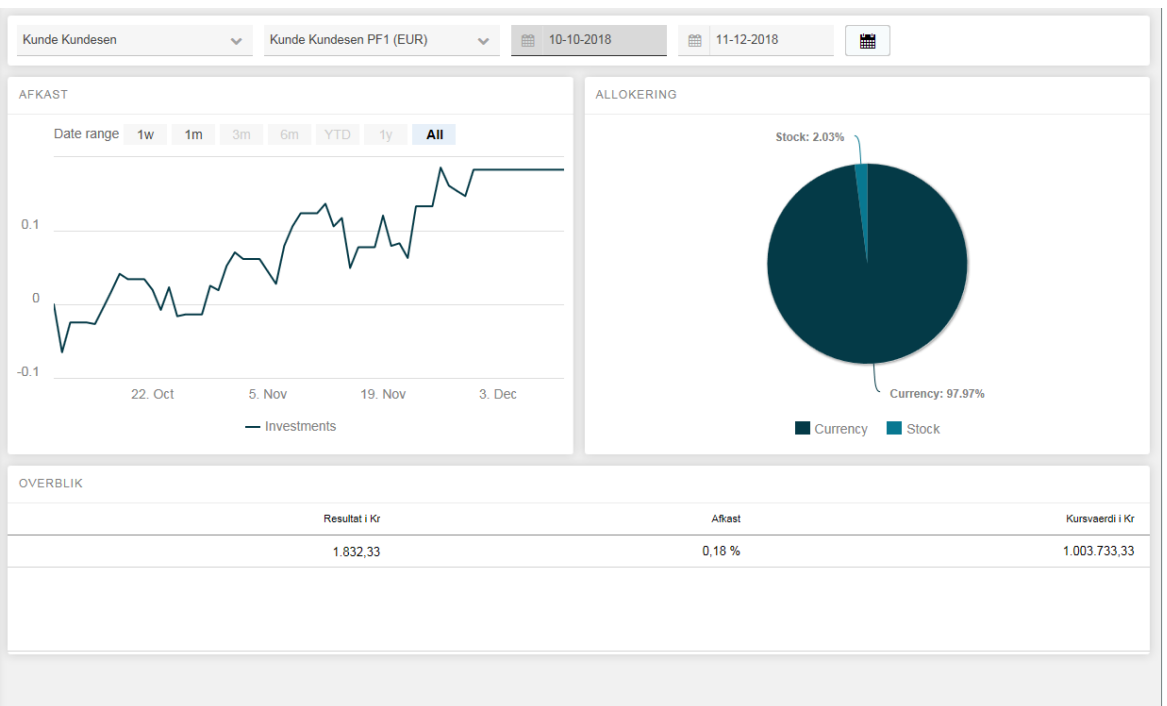 Kunde Kundesen Kunde Kundesen PF1 (EUR) 10-10-2018 11-12-2018
AFKAST
Date range 1w 1m 3m 6m YTD 1y All
0.1
0
-0.1
22. Oct 5. Nov 19. Nov 3. Dec
Investments
ALLOKERING
Stock: 2.03%
Currency: 97.97%
Currency Stock
OVERBLIK
Resultat i Kr Afkast Kursvaerdi i Kr
1.832,33 0,18 % 1.003.733,33